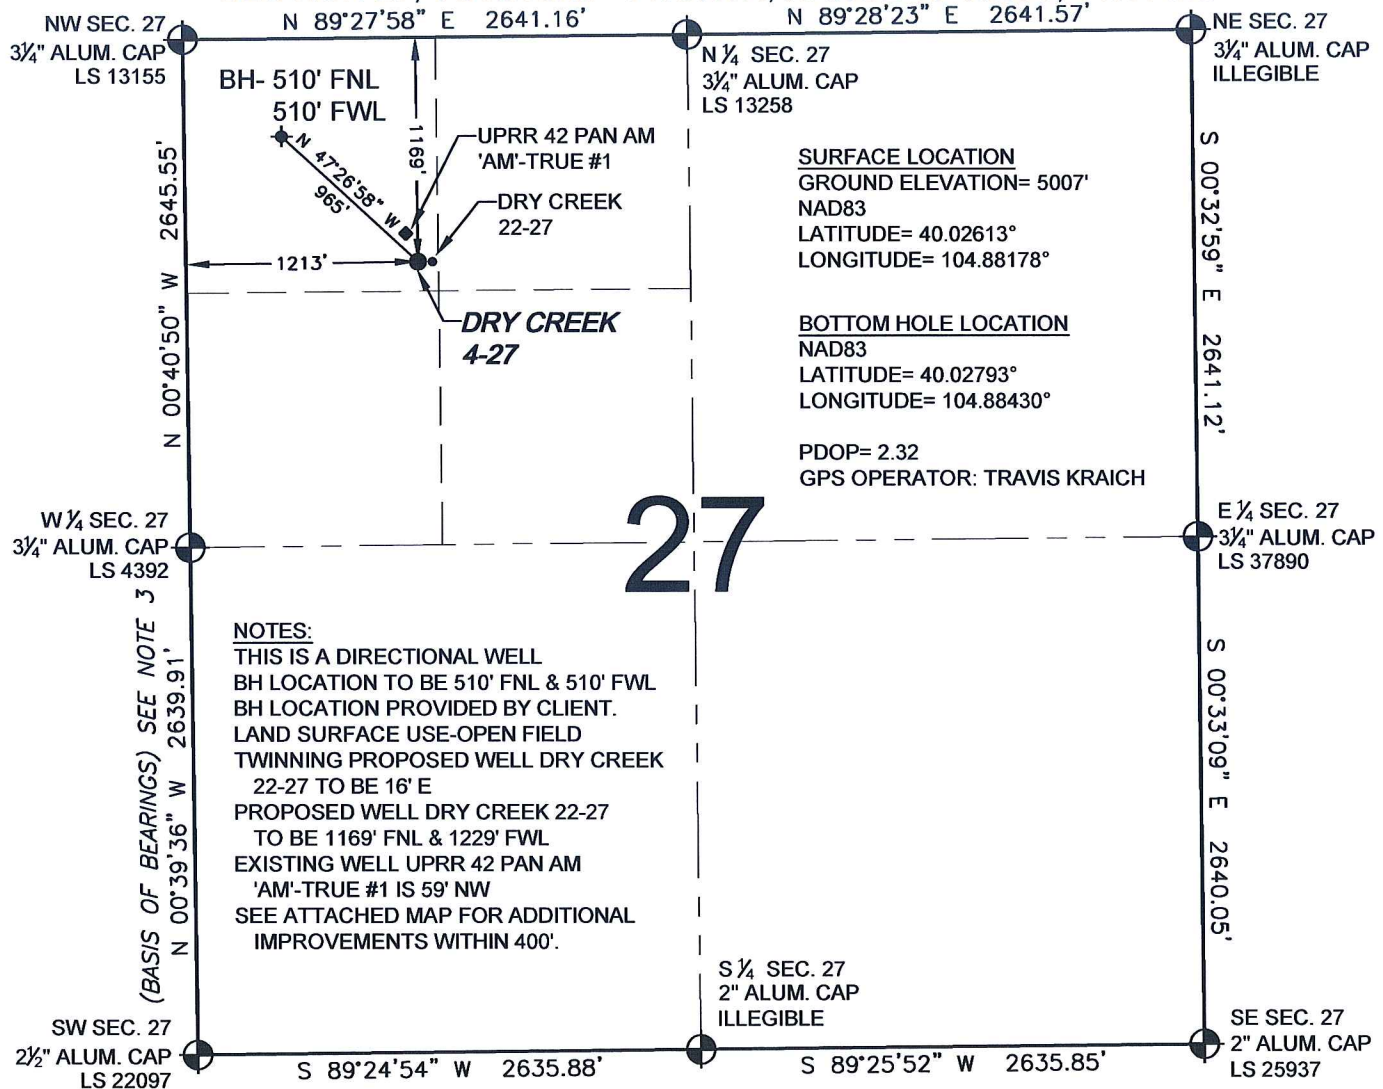 N 89°27'58" E 2641.16'
N 89°28'23" E 2641.57'
NW SEC. 27
3¼" ALUM. CAP
LS 13155
N ¼ SEC. 27
3¼" ALUM. CAP
LS 13258
NE SEC. 27
3¼" ALUM. CAP
ILLEGIBLE
BH- 510' FNL
510' FWL
1169'
UPRR 42 PAN AM
'AM'-TRUE #1
N 47°26'58" W
965'
DRY CREEK
22-27
1213'
DRY CREEK
4-27
N 00°40'50" W 2645.55'
SURFACE LOCATION
GROUND ELEVATION= 5007'
NAD83
LATITUDE= 40.02613°
LONGITUDE= 104.88178°
BOTTOM HOLE LOCATION
NAD83
LATITUDE= 40.02793°
LONGITUDE= 104.88430°
PDOP= 2.32
GPS OPERATOR: TRAVIS KRAICH
S 00°32'59" E 2641.12'
W ¼ SEC. 27
3¼" ALUM. CAP
LS 4392
27
E ¼ SEC. 27
3¼" ALUM. CAP
LS 37890
(BASIS OF BEARINGS) SEE NOTE 3
N 00°39'36" W 2639.91'
NOTES:
THIS IS A DIRECTIONAL WELL
BH LOCATION TO BE 510' FNL & 510' FWL
BH LOCATION PROVIDED BY CLIENT.
LAND SURFACE USE-OPEN FIELD
TWINNING PROPOSED WELL DRY CREEK
22-27 TO BE 16' E
PROPOSED WELL DRY CREEK 22-27
TO BE 1169' FNL & 1229' FWL
EXISTING WELL UPRR 42 PAN AM
'AM'-TRUE #1 IS 59' NW
SEE ATTACHED MAP FOR ADDITIONAL
IMPROVEMENTS WITHIN 400'.
S 00°33'09" E 2640.05'
S ¼ SEC. 27
2" ALUM. CAP
ILLEGIBLE
SW SEC. 27
2½" ALUM. CAP
LS 22097
S 89°24'54" W 2635.88'
S 89°25'52" W 2635.85'
SE SEC. 27
2" ALUM. CAP
LS 25937